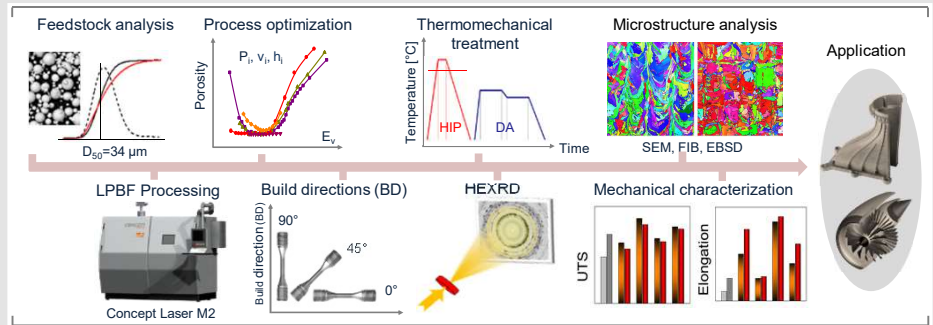 Feedstock analysis
Process optimization
Thermomechanical
treatment
Microstructure analysis
Application
Porosity
Pᵢ, vᵢ, hᵢ
Eᵥ
Temperature [°C]
HIP
DA
Time
D₅₀=34 µm
SEM, FIB, EBSD
LPBF Processing
Build directions (BD)
HEXRD
Mechanical characterization
Build direction (BD)
90°
45°
0°
UTS
Elongation
Concept Laser M2